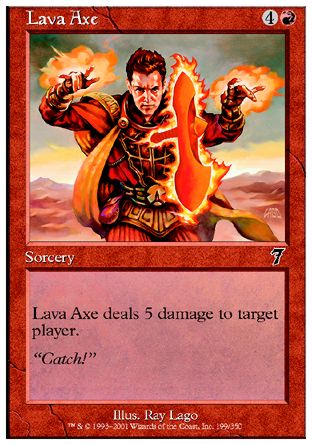 Lava Axe 4
Sorcery 7
Lava Axe deals 5 damage to target
player.
“Catch!”
Illus. Ray Lago
™ & © 1993–2001 Wizards of the Coast, Inc. 199/350